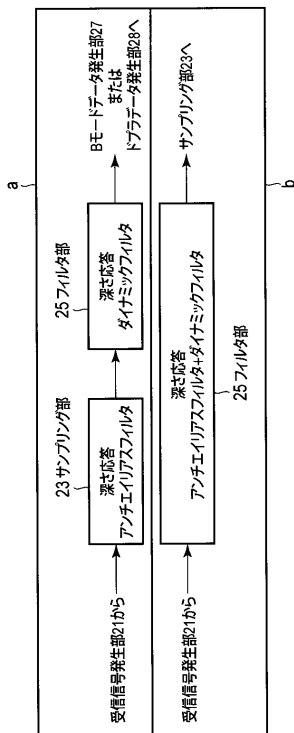 a
受信信号発生部21から
23 サンプリング部
深さ応答
アンチエイリアスフィルタ
25 フィルタ部
深さ応答
ダイナミックフィルタ
Bモードデータ発生部27
または
ドプラデータ発生部28へ
b
受信信号発生部21から
深さ応答
アンチエイリアスフィルタ+ダイナミックフィルタ
25 フィルタ部
サンプリング部23へ